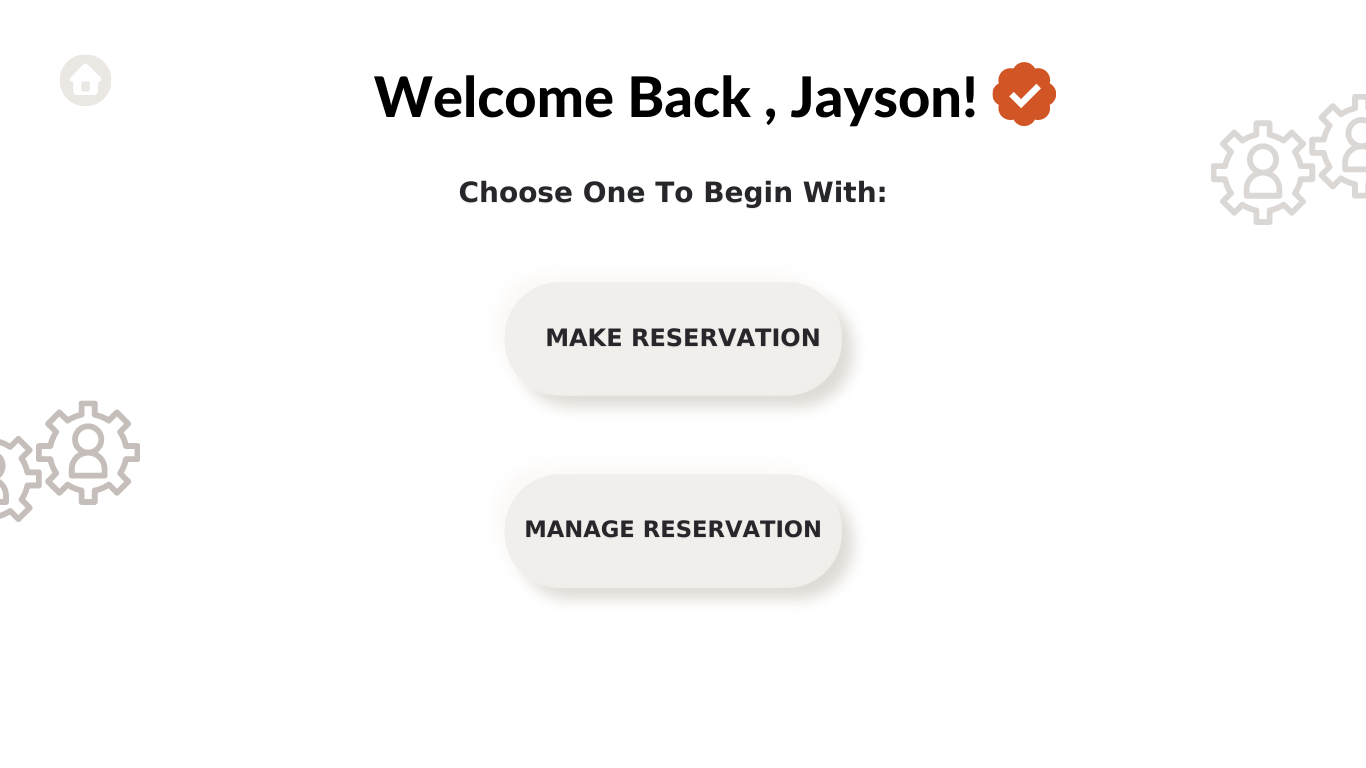 Welcome Back , Jayson!
Choose One To Begin With:
MAKE RESERVATION
MANAGE RESERVATION